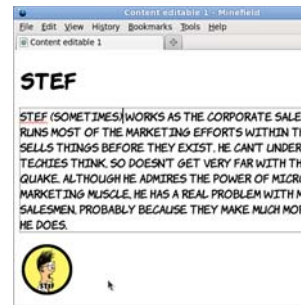 Content editable 1 - Minefield
File Edit View History Bookmarks Tools Help
Content editable 1
STEF
STEF (SOMETIMES) WORKS AS THE CORPORATE SALE
RUNS MOST OF THE MARKETING EFFORTS WITHIN TH
SELLS THINGS BEFORE THEY EXIST. HE CAN'T UNDER
TECHIES THINK, SO DOESN'T GET VERY FAR WITH TH
QUAKE. ALTHOUGH HE ADMIRES THE POWER OF MICR
MARKETING MUSCLE, HE HAS A REAL PROBLEM WITH M
SALESMEN, PROBABLY BECAUSE THEY MAKE MUCH MOR
HE DOES.
STEF